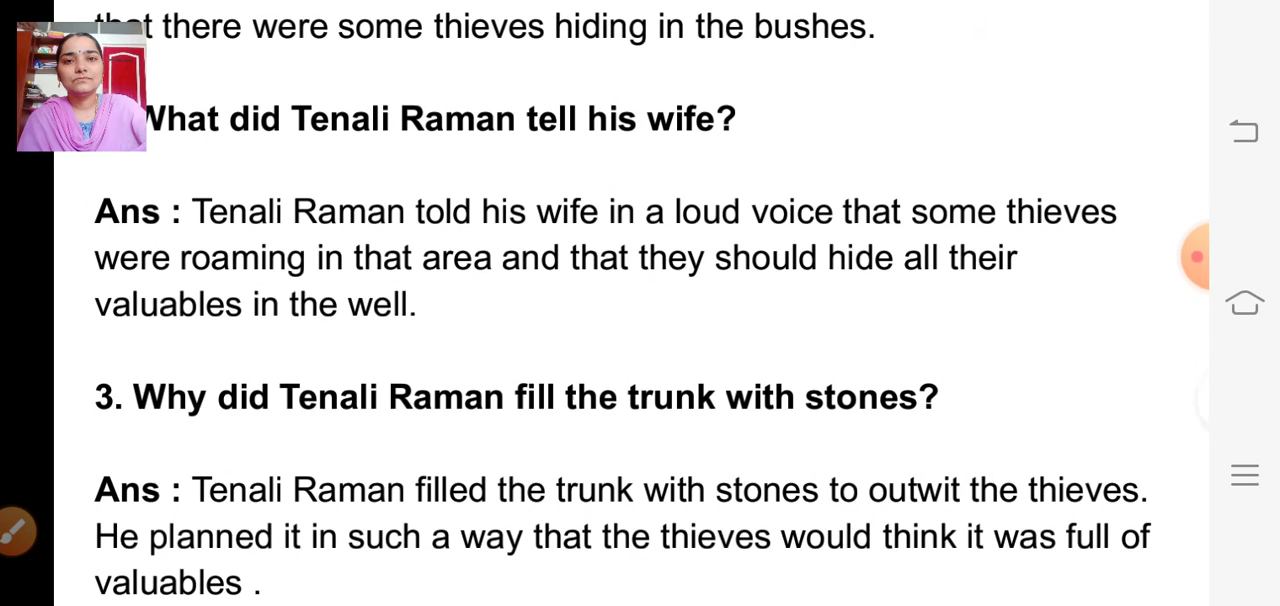 t there were some thieves hiding in the bushes.
What did Tenali Raman tell his wife?
Ans : Tenali Raman told his wife in a loud voice that some thieves
were roaming in that area and that they should hide all their
valuables in the well.
3. Why did Tenali Raman fill the trunk with stones?
Ans : Tenali Raman filled the trunk with stones to outwit the thieves.
He planned it in such a way that the thieves would think it was full of
valuables .